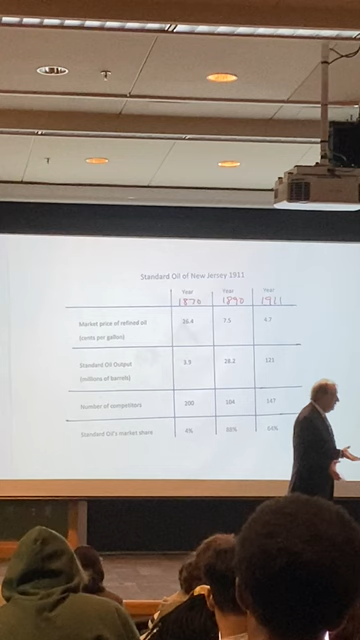 Standard Oil of New Jersey 1911
Year Year Year
1870 1890 1911
Market price of refined oil 26.4 7.5 4.7
(cents per gallon)
Standard Oil Output 3.9 28.2 121
(millions of barrels)
Number of competitors 200 104 147
Standard Oil's market share 4% 88% 64%